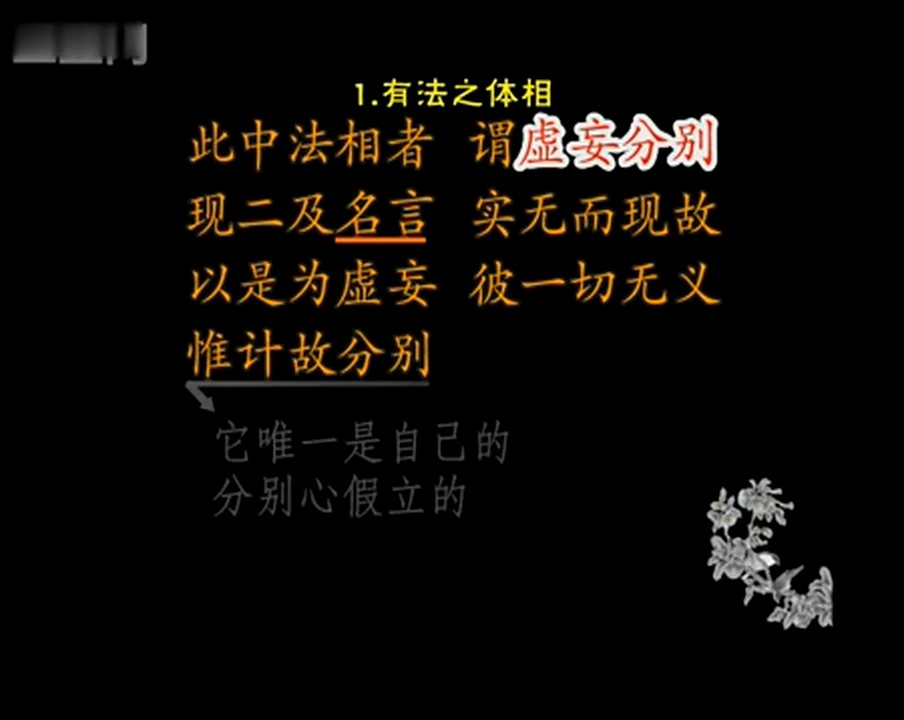 1.有法之体相
此中法相者 谓虚妄分别
现二及名言 实无而现故
以是为虚妄 彼一切无义
惟计故分别
它唯一是自己的
分别心假立的